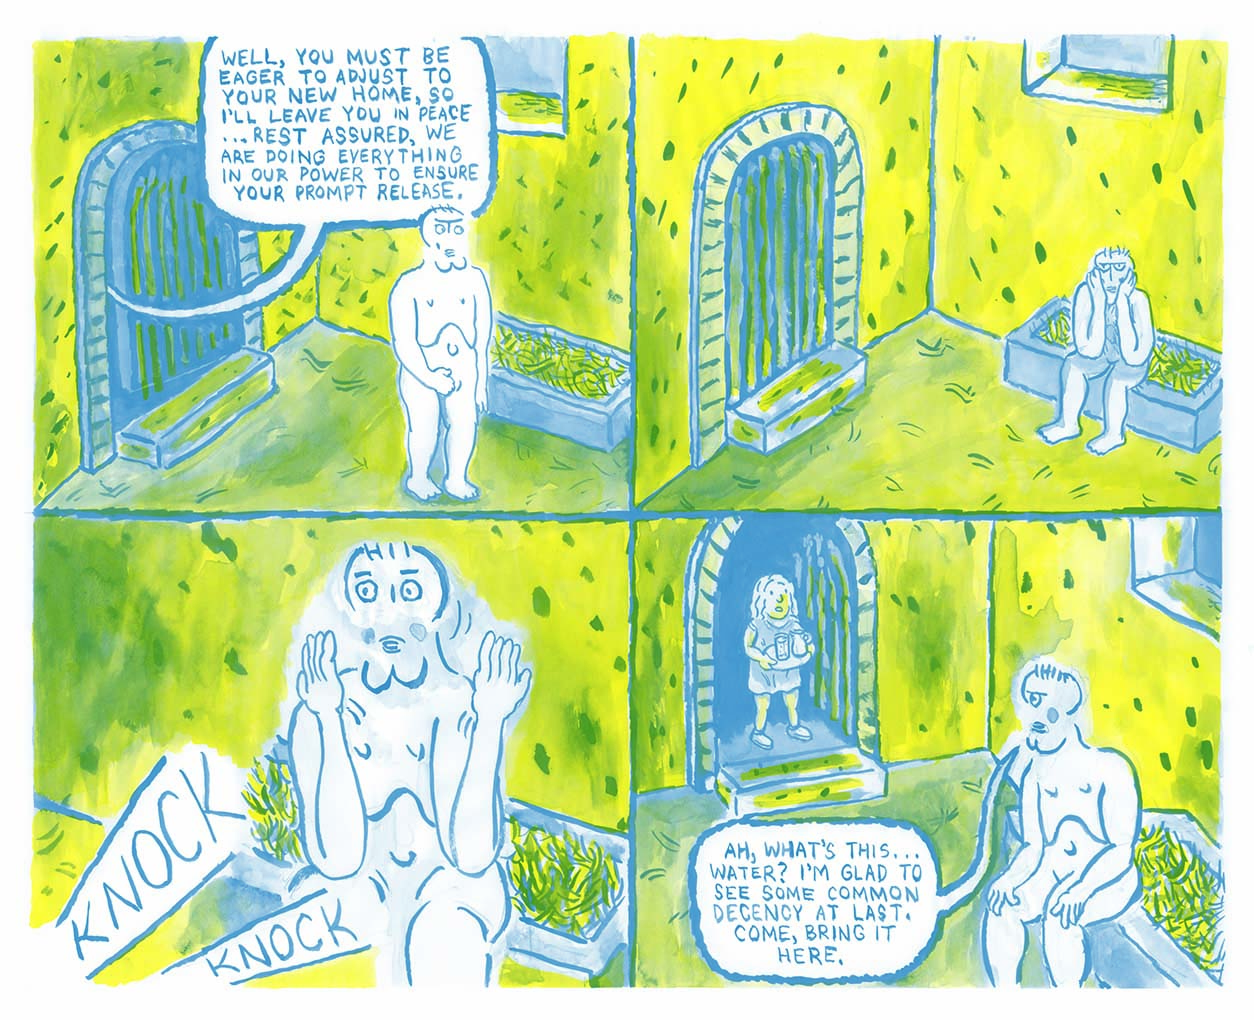 WELL, YOU MUST BE
EAGER TO ADJUST TO
YOUR NEW HOME, SO
I'LL LEAVE YOU IN PEACE
...REST ASSURED, WE
ARE DOING EVERYTHING
IN OUR POWER TO ENSURE
YOUR PROMPT RELEASE.
KNOCK
KNOCK
AH, WHAT'S THIS...
WATER? I'M GLAD TO
SEE SOME COMMON
DECENCY AT LAST.
COME, BRING IT
HERE.